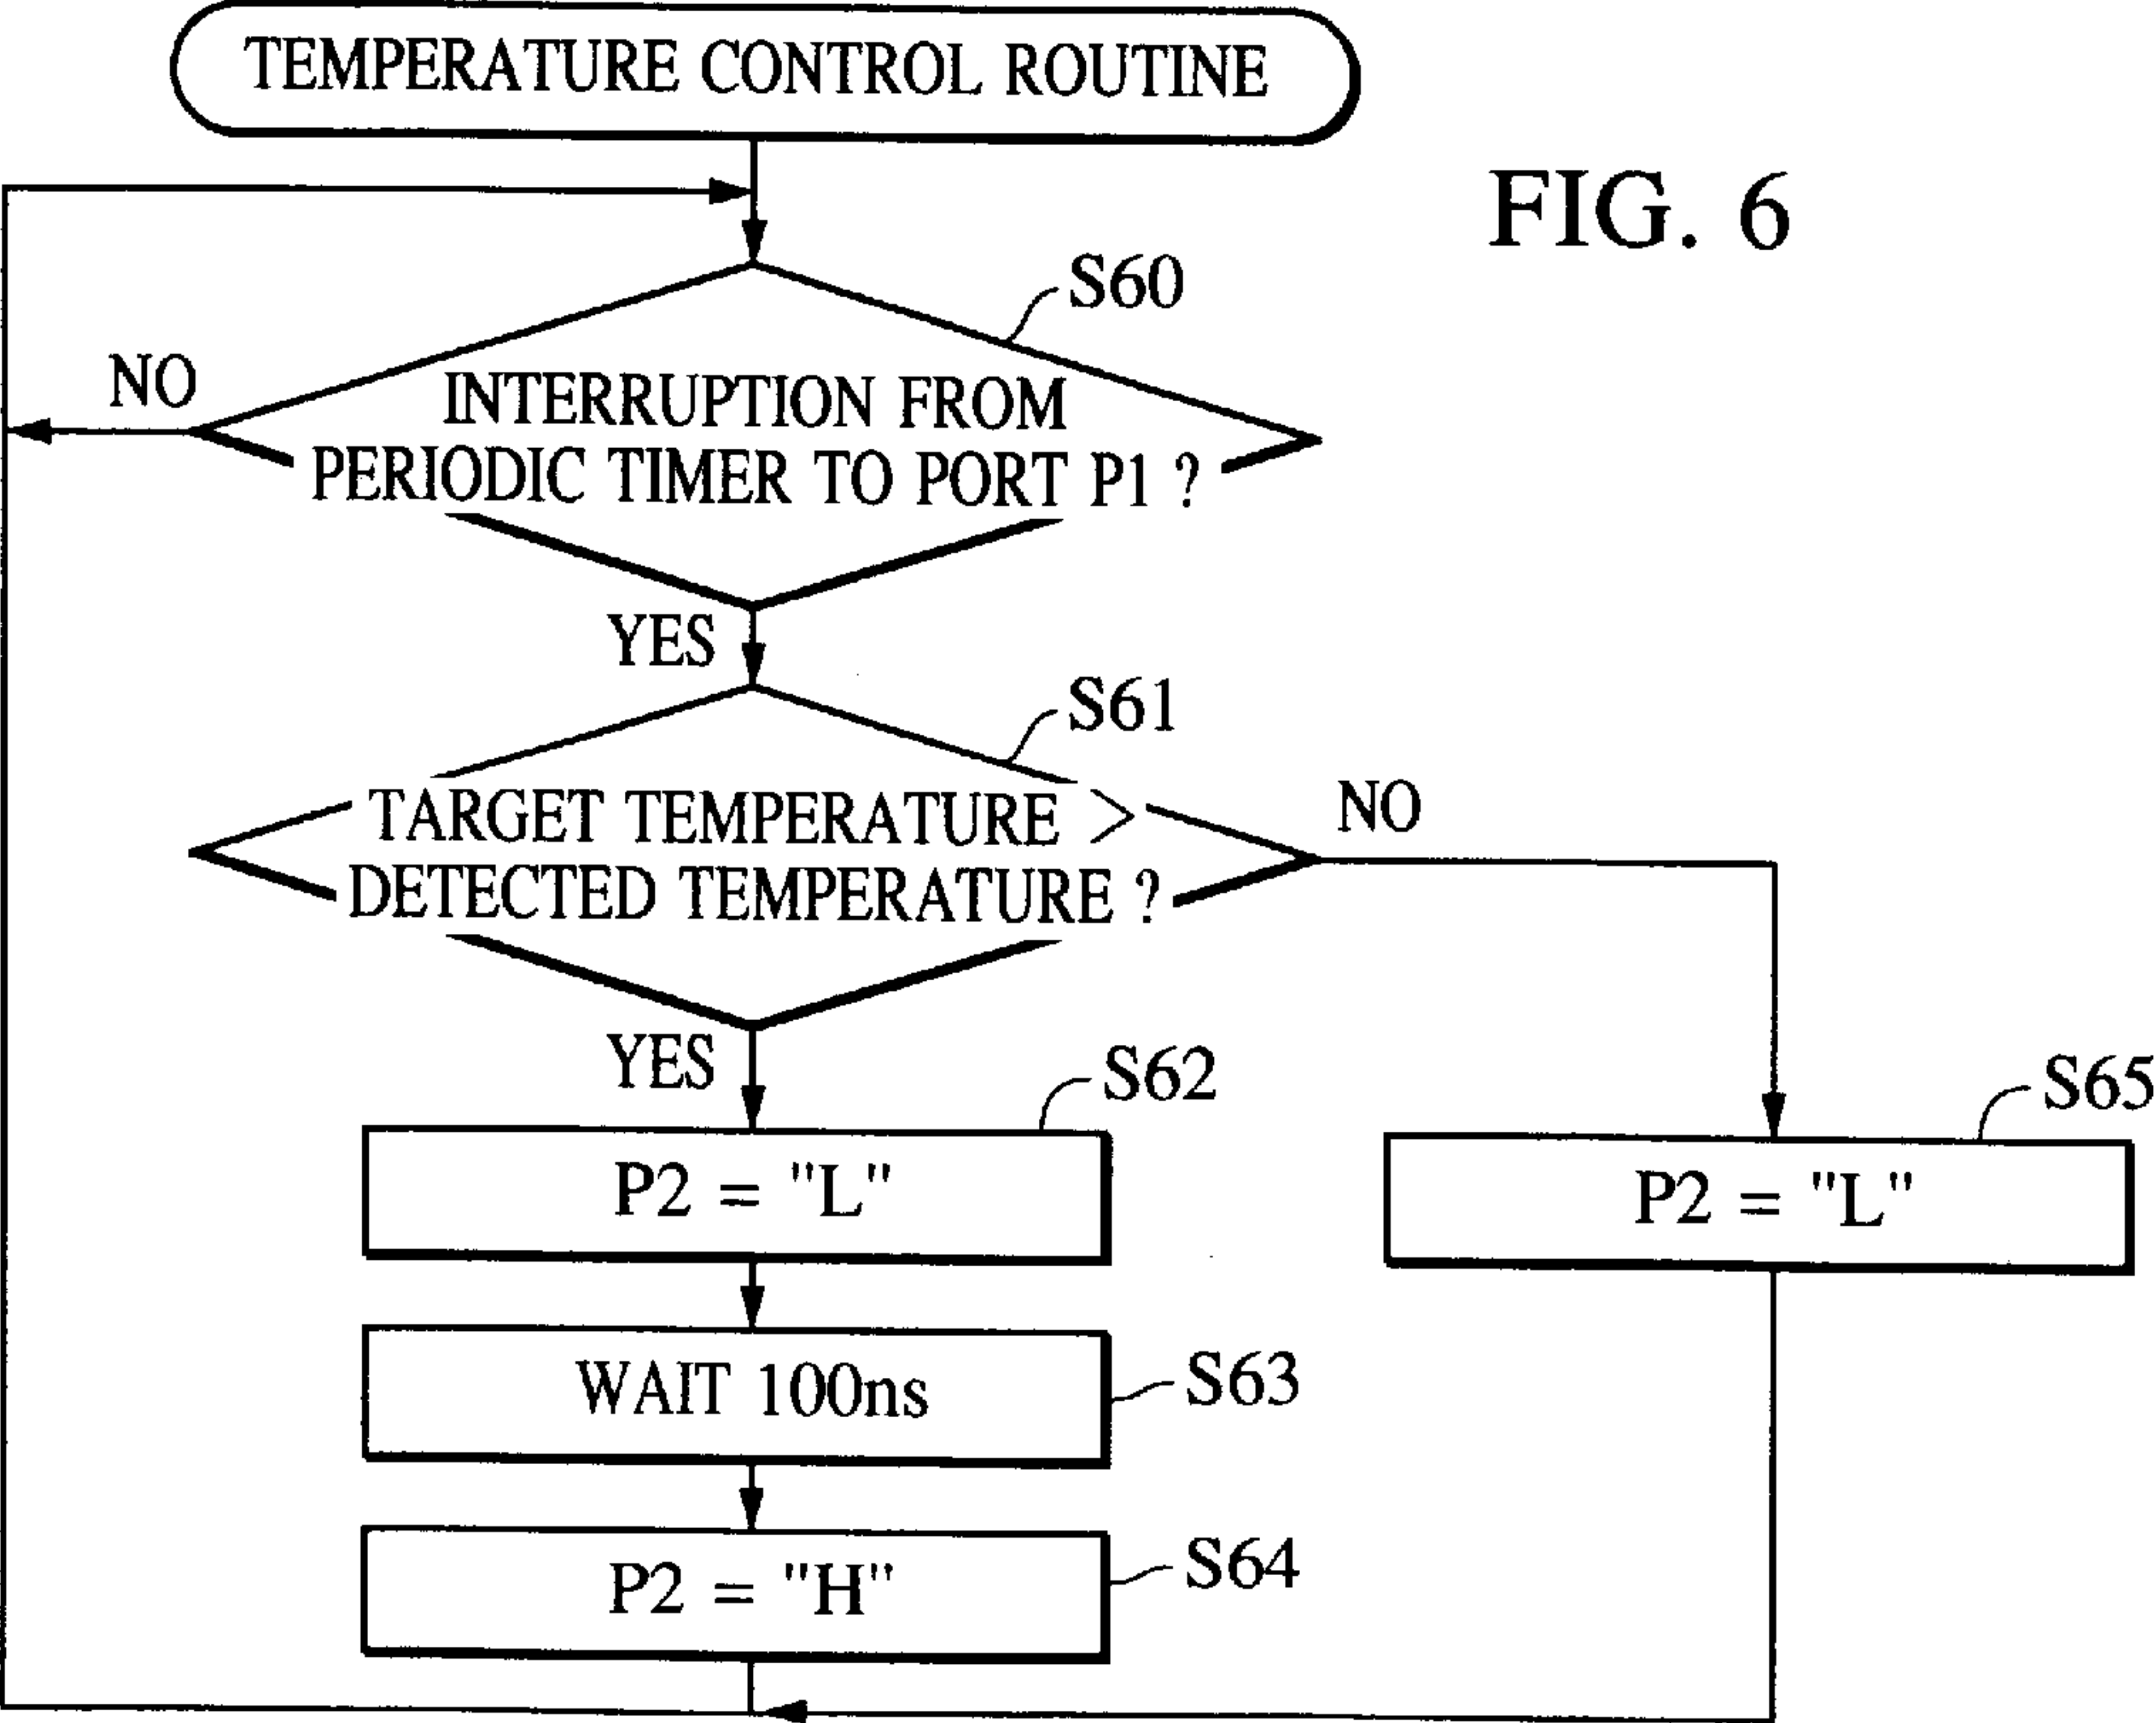 TEMPERATURE CONTROL ROUTINE
FIG. 6
S60
NO
INTERRUPTION FROM
PERIODIC TIMER TO PORT P1 ?
YES
S61
TARGET TEMPERATURE >
DETECTED TEMPERATURE ?
NO
YES
S62
P2 = "L"
S65
P2 = "L"
WAIT 100ns
S63
P2 = "H"
S64